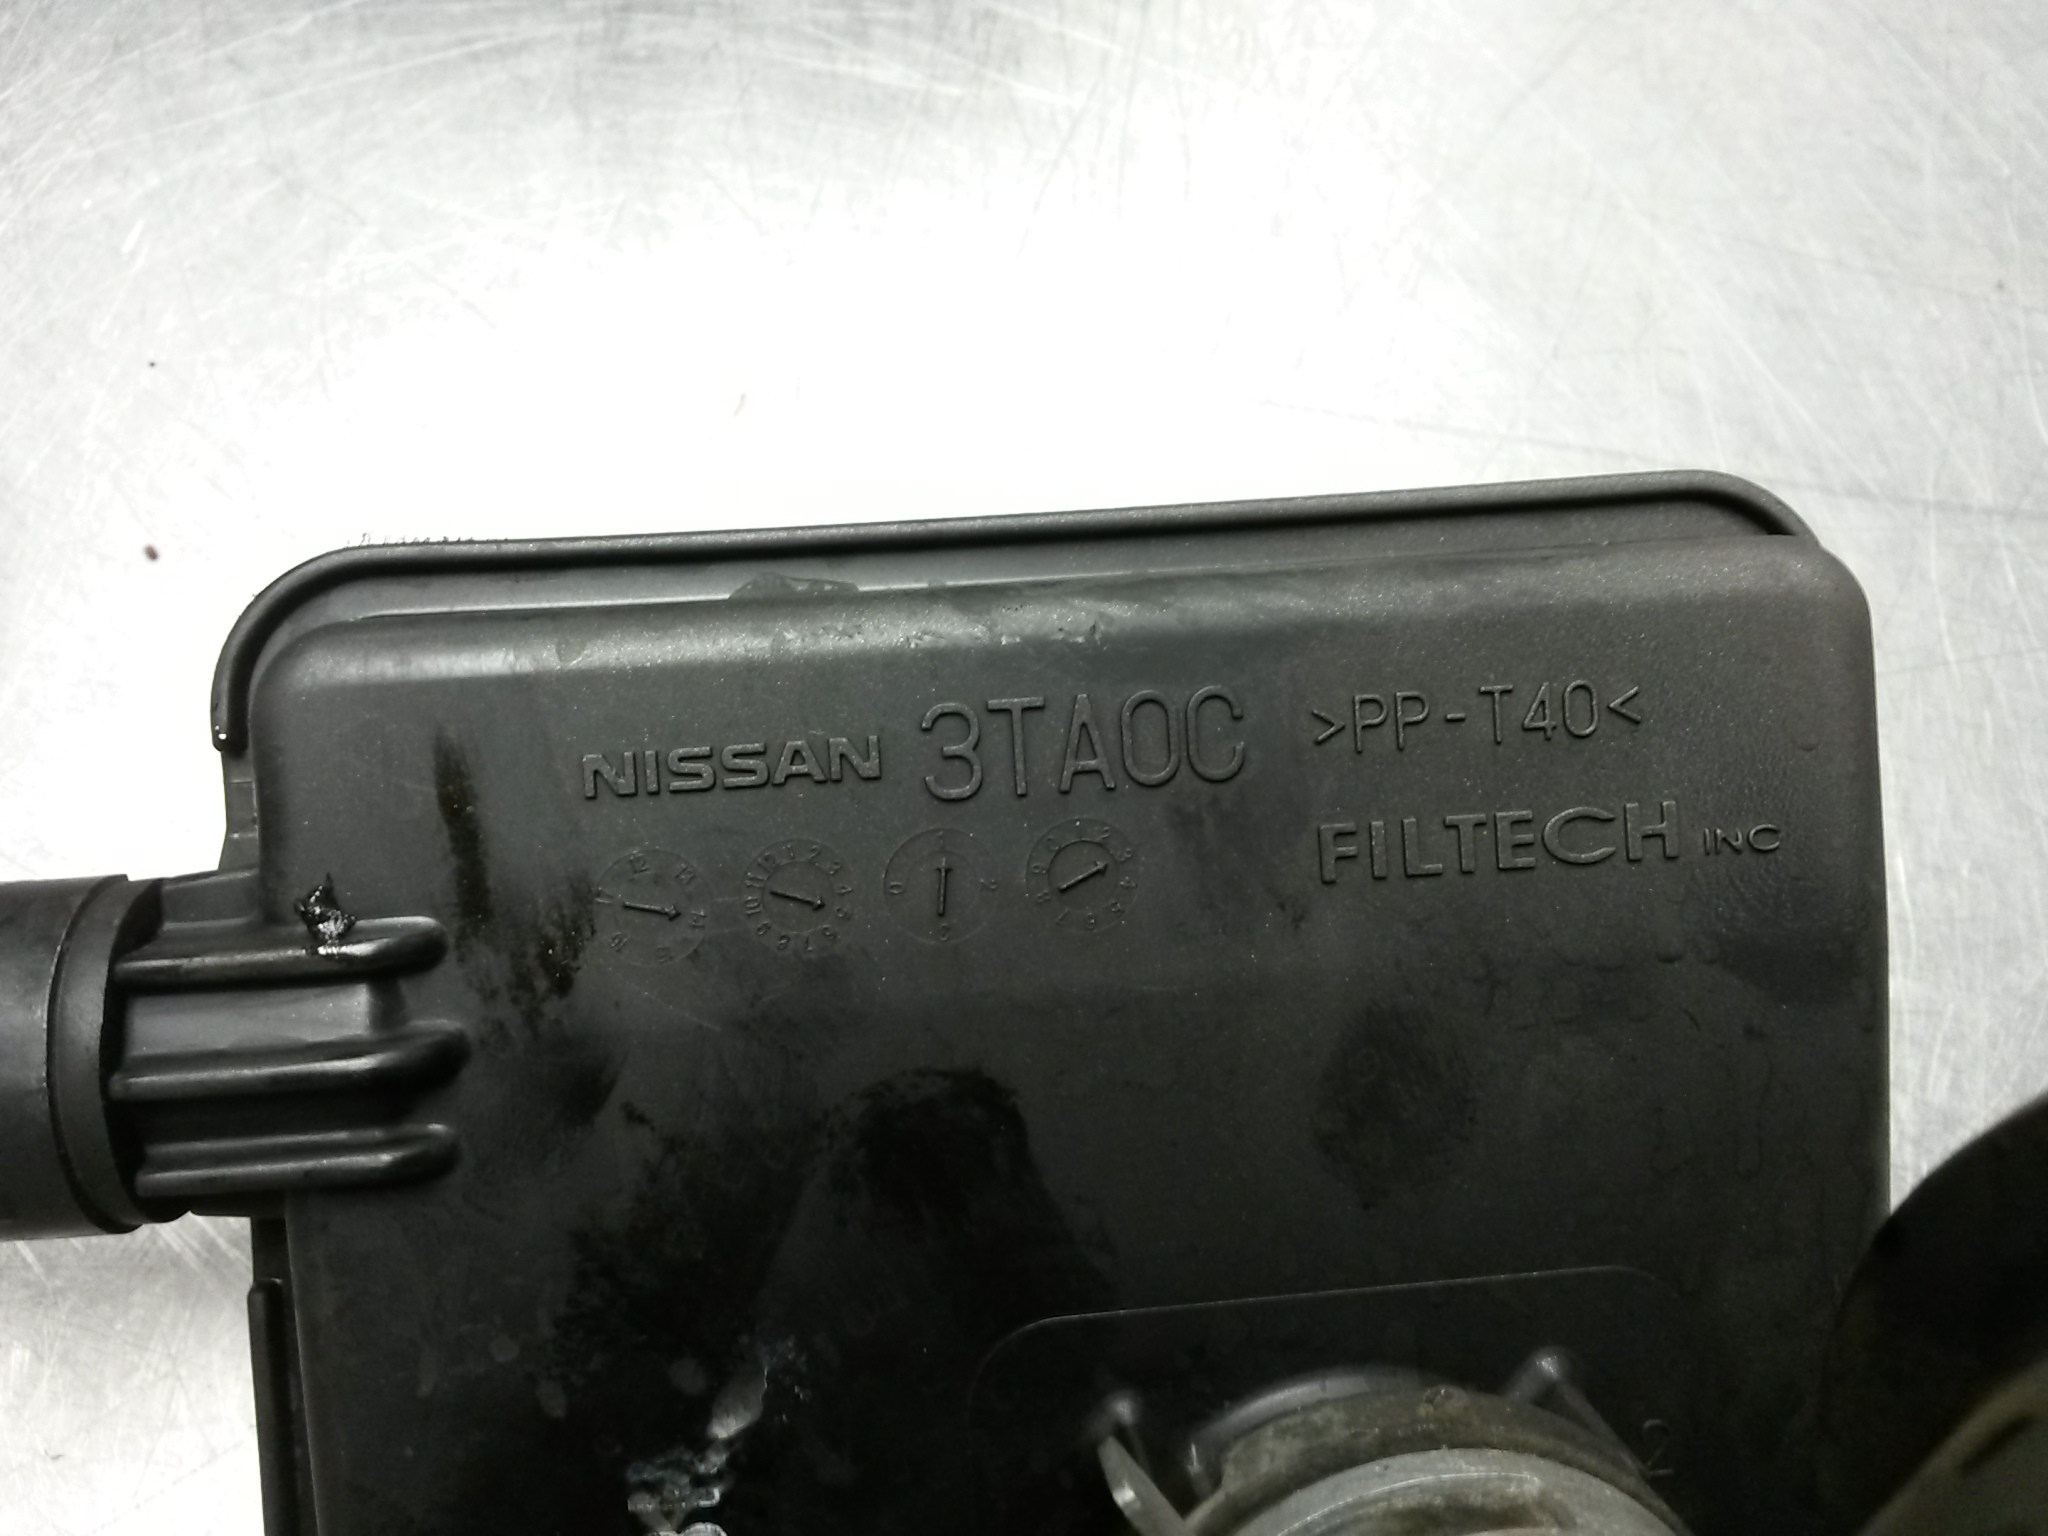 NISSAN 3TA0C >PP-T40<
FILTECH INC